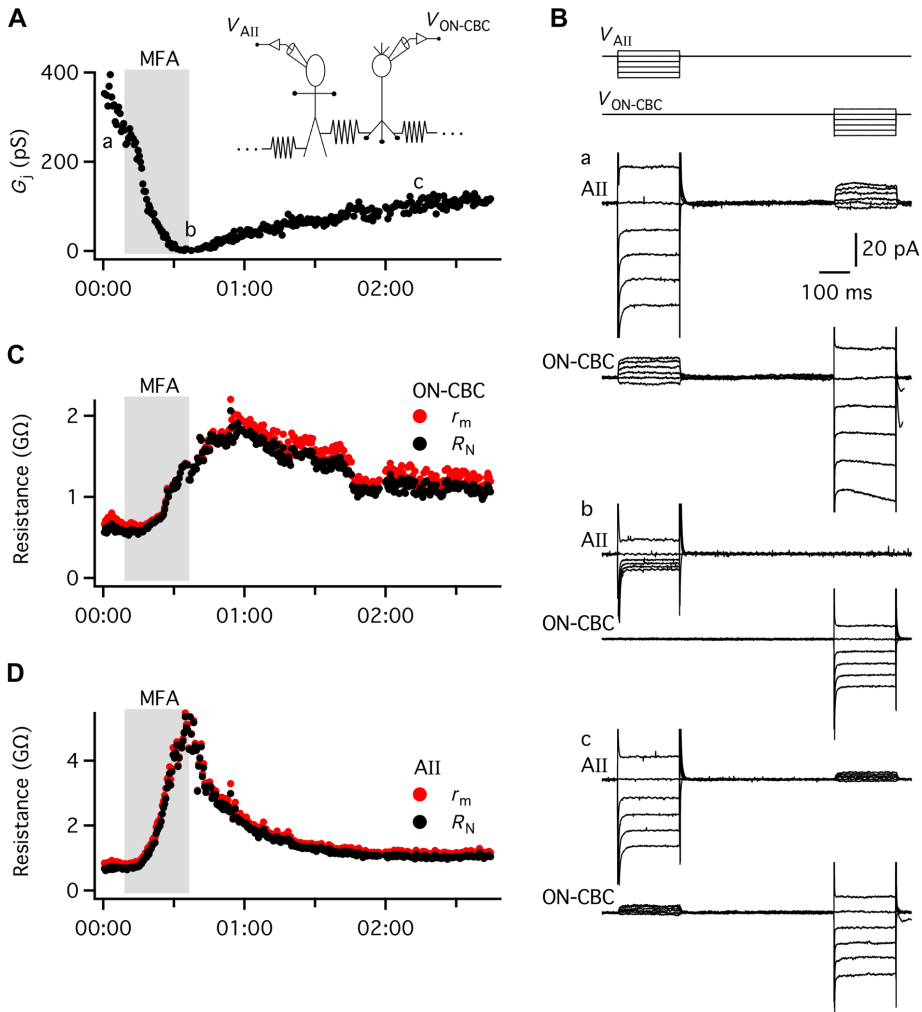 A
MFA
V_AII
V_ON-CBC
400
200
0
G_j (pS)
a
b
c
00:00 01:00 02:00
B
V_AII
V_ON-CBC
a
AII
20 pA
100 ms
ON-CBC
b
AII
ON-CBC
c
AII
ON-CBC
C
MFA
ON-CBC
r_m
R_N
2
1
0
Resistance (GΩ)
00:00 01:00 02:00
D
MFA
AII
r_m
R_N
4
2
0
Resistance (GΩ)
00:00 01:00 02:00